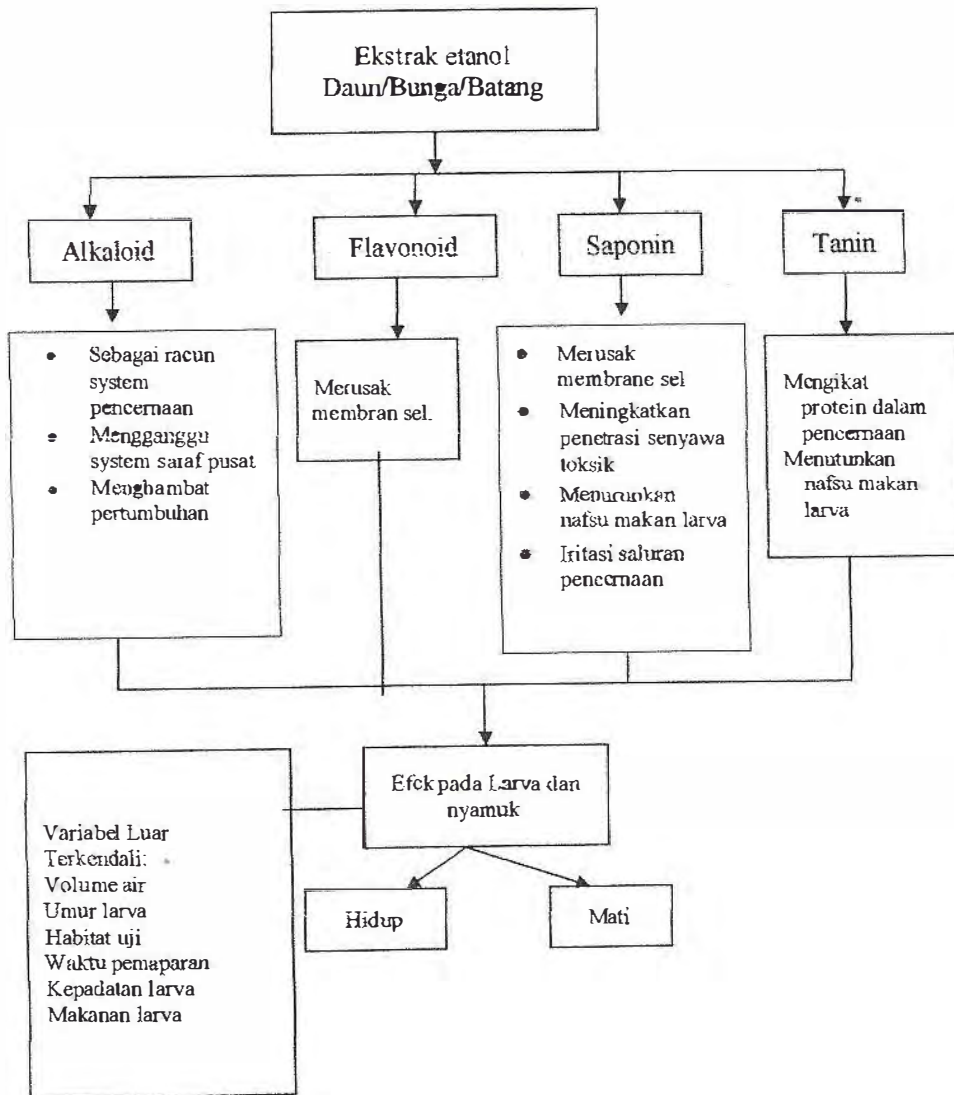 Ekstrak etanol
Daun/Bunga/Batang
Alkaloid
Flavonoid
Saponin
Tanin
• Sebagai racun
system
pencernaan
• Mengganggu
system saraf pusat
• Menghambat
pertumbuhan
Merusak
membran sel.
• Merusak
membrane sel
• Meningkatkan
penetrasi senyawa
toksik
• Menurunkan
nafsu makan larva
• Iritasi saluran
pencernaan
Mengikat
protein dalam
pencernaan
Menutunkan
nafsu makan
larva
Efek pada Larva dan
nyamuk
Variabel Luar
Terkendali:
Volume air
Umur larva
Habitat uji
Waktu pemaparan
Kepadatan larva
Makanan larva
Hidup
Mati